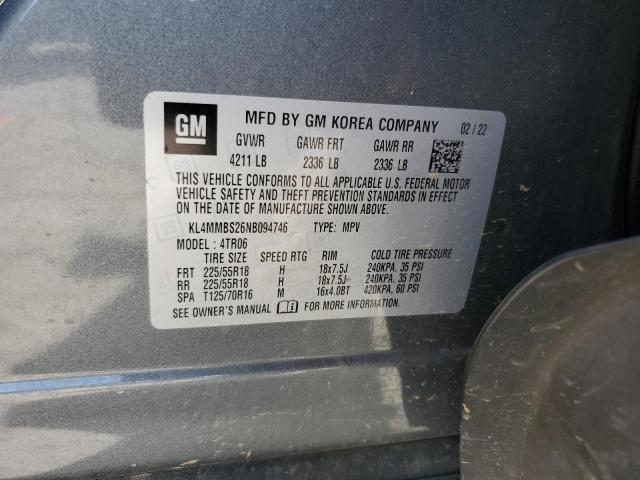 GM
MFD BY GM KOREA COMPANY 02 / 22
GVWR GAWR FRT GAWR RR
4211 LB 2336 LB 2336 LB
THIS VEHICLE CONFORMS TO ALL APPLICABLE U.S. FEDERAL MOTOR
VEHICLE SAFETY AND THEFT PREVENTION STANDARDS IN EFFECT
ON THE DATE OF MANUFACTURE SHOWN ABOVE.
KL4MMBS26NB094746 TYPE: MPV
MODEL: 4TR06
TIRE SIZE SPEED RTG RIM COLD TIRE PRESSURE
FRT 225/55R18 H 18x7.5J 240KPA, 35 PSI
RR 225/55R18 H 18x7.5J 240KPA, 35 PSI
SPA T125/70R16 M 16x4.0BT 420KPA, 60 PSI
SEE OWNER'S MANUAL FOR MORE INFORMATION.